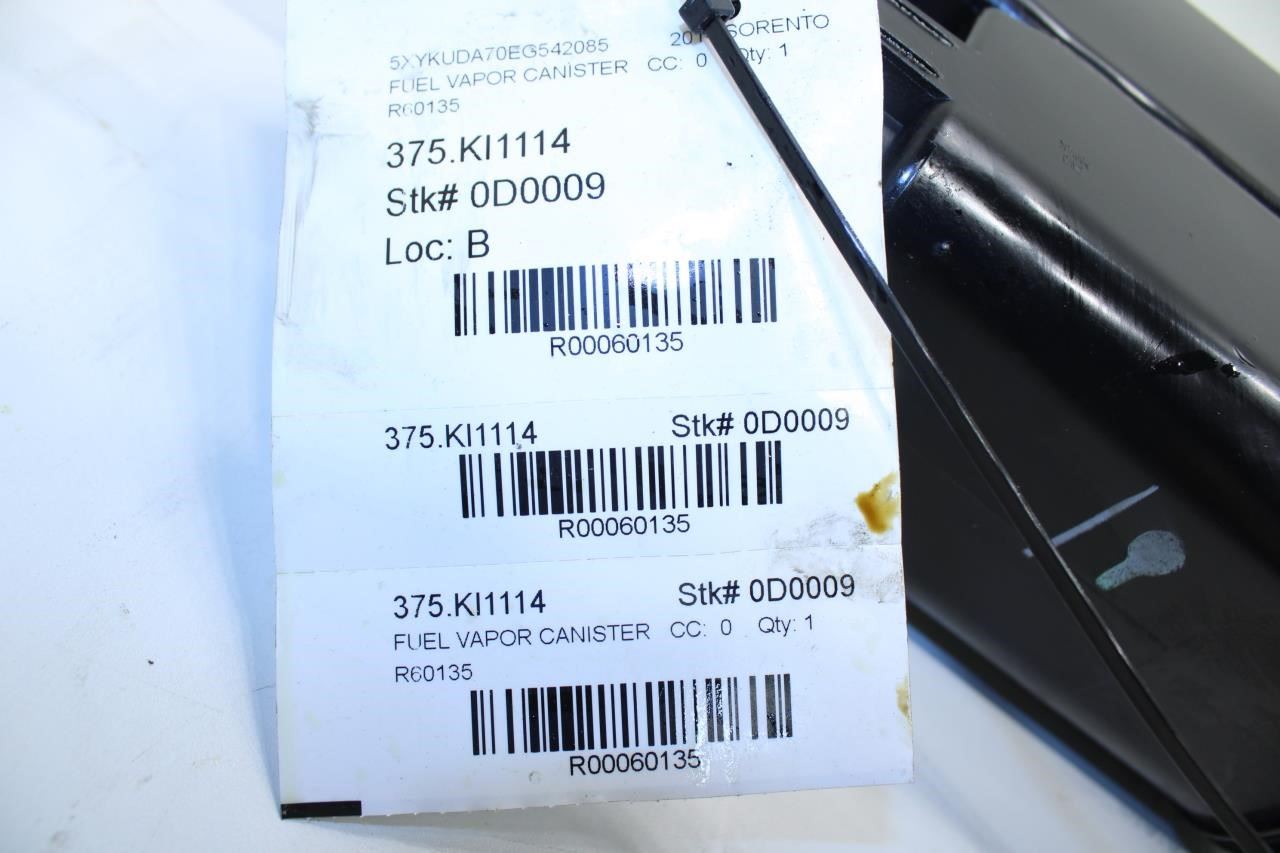 5XYKUDA70EG542085 SORENTO
FUEL VAPOR CANISTER CC: 0 Qty: 1
R60135
375.KI1114
Stk# 0D0009
Loc: B
R00060135
375.KI1114 Stk# 0D0009
R00060135
375.KI1114 Stk# 0D0009
FUEL VAPOR CANISTER CC: 0 Qty: 1
R60135
R00060135